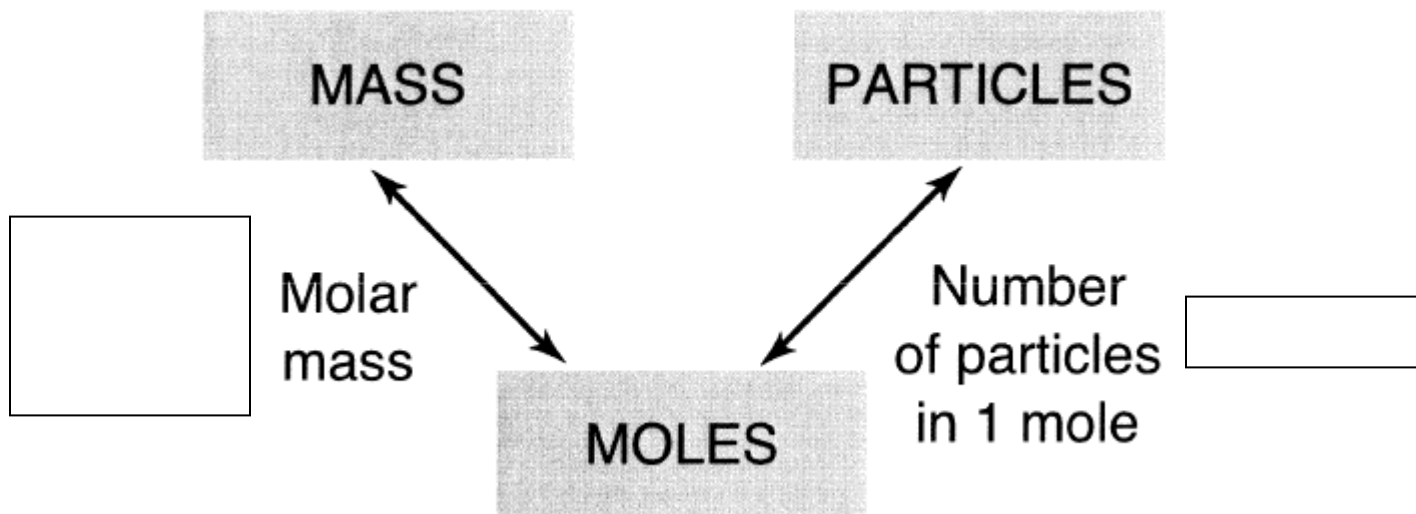 MASS
PARTICLES
Molar
mass
Number
of particles
in 1 mole
MOLES